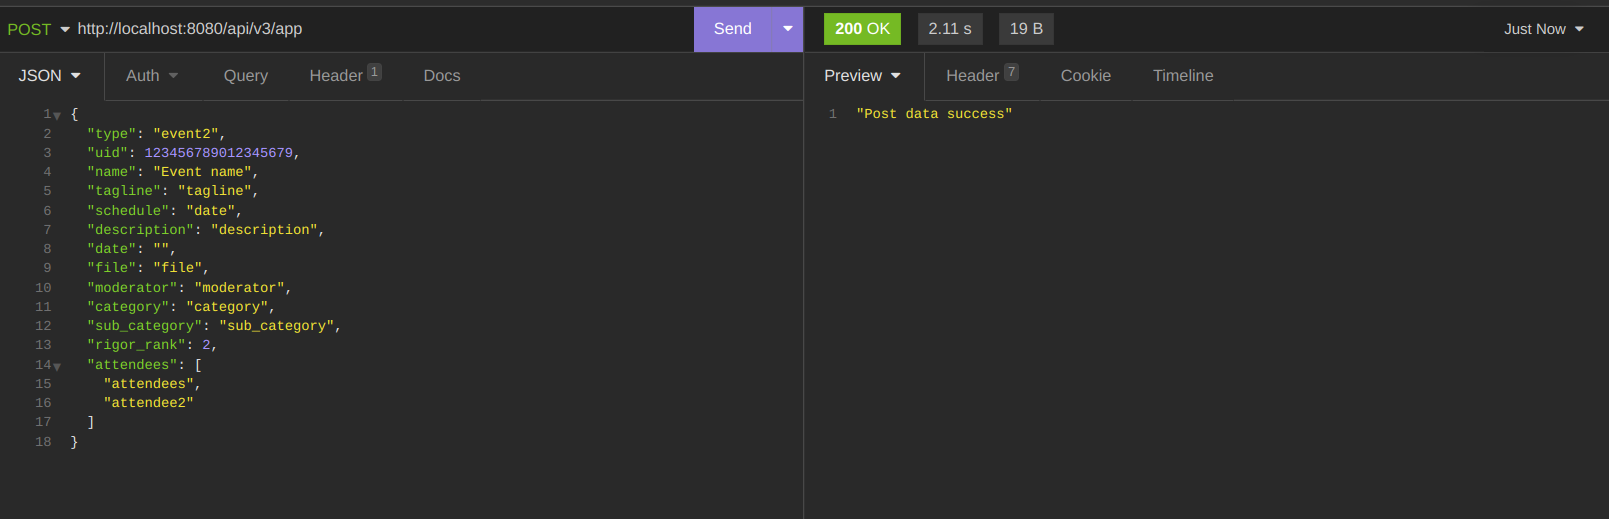 POST http://localhost:8080/api/v3/app Send 200 OK 2.11 s 19 B Just Now
JSON Auth Query Header 1 Docs Preview Header 7 Cookie Timeline
1 {
2 "type": "event2",
3 "uid": 123456789012345679,
4 "name": "Event name",
5 "tagline": "tagline",
6 "schedule": "date",
7 "description": "description",
8 "date": "",
9 "file": "file",
10 "moderator": "moderator",
11 "category": "category",
12 "sub_category": "sub_category",
13 "rigor_rank": 2,
14 "attendees": [
15 "attendees",
16 "attendee2"
17 ]
18 }
1 "Post data success"